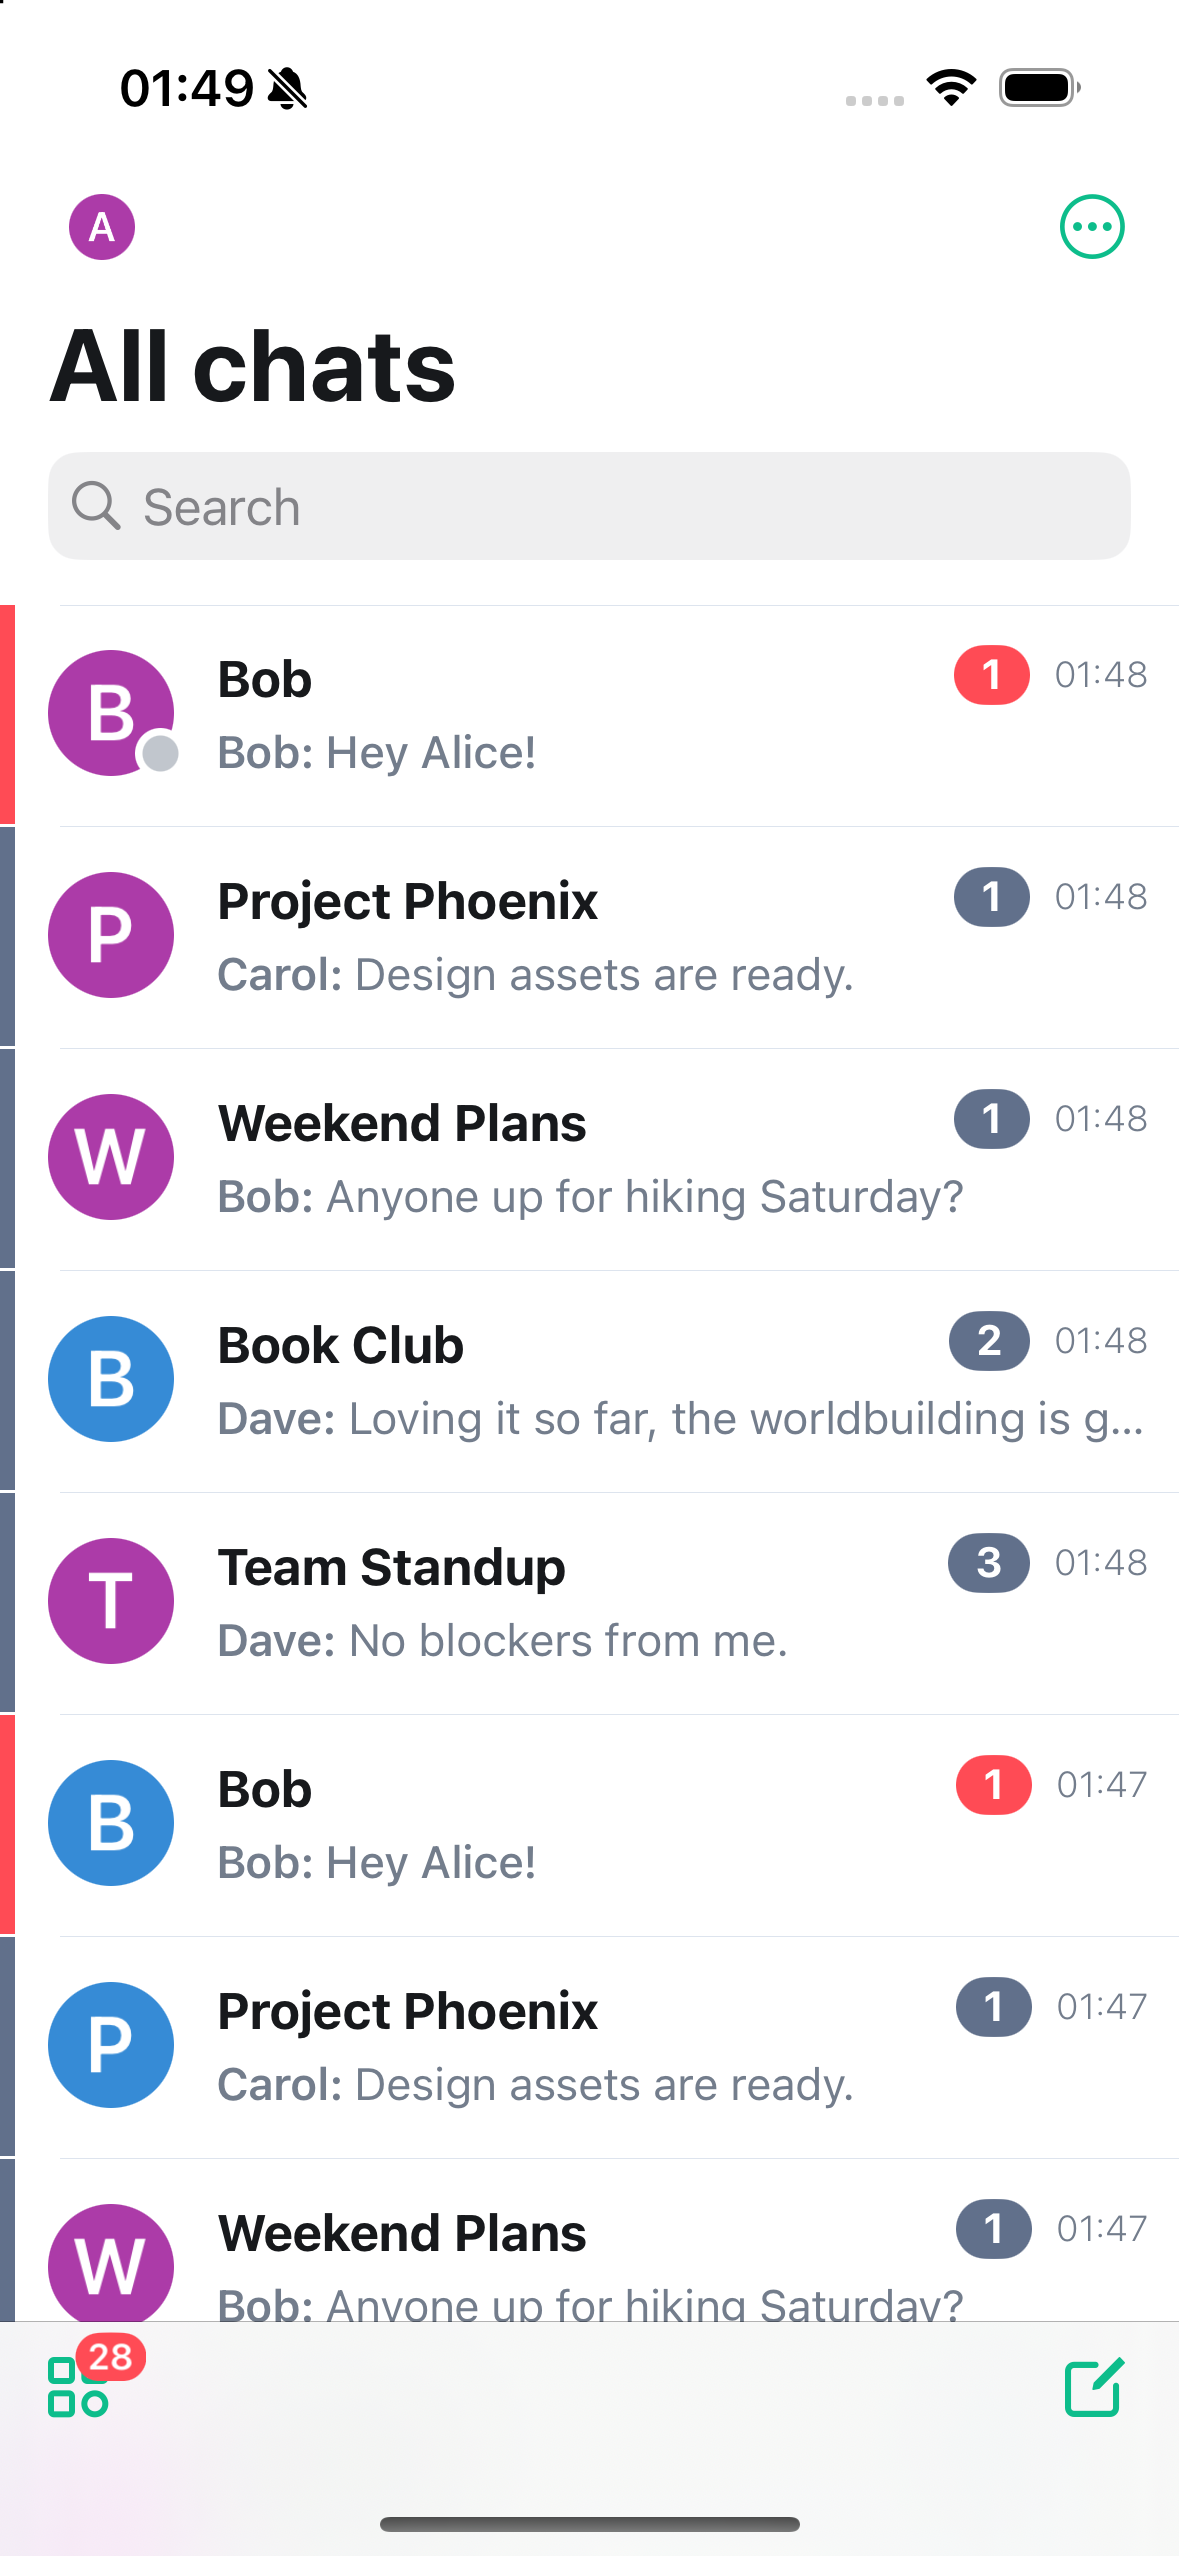 01:49
A
All chats
Search
B
Bob
1
01:48
Bob: Hey Alice!
P
Project Phoenix
1
01:48
Carol: Design assets are ready.
W
Weekend Plans
1
01:48
Bob: Anyone up for hiking Saturday?
B
Book Club
2
01:48
Dave: Loving it so far, the worldbuilding is g...
T
Team Standup
3
01:48
Dave: No blockers from me.
B
Bob
1
01:47
Bob: Hey Alice!
P
Project Phoenix
1
01:47
Carol: Design assets are ready.
W
Weekend Plans
1
01:47
Bob: Anyone up for hiking Saturday?
28